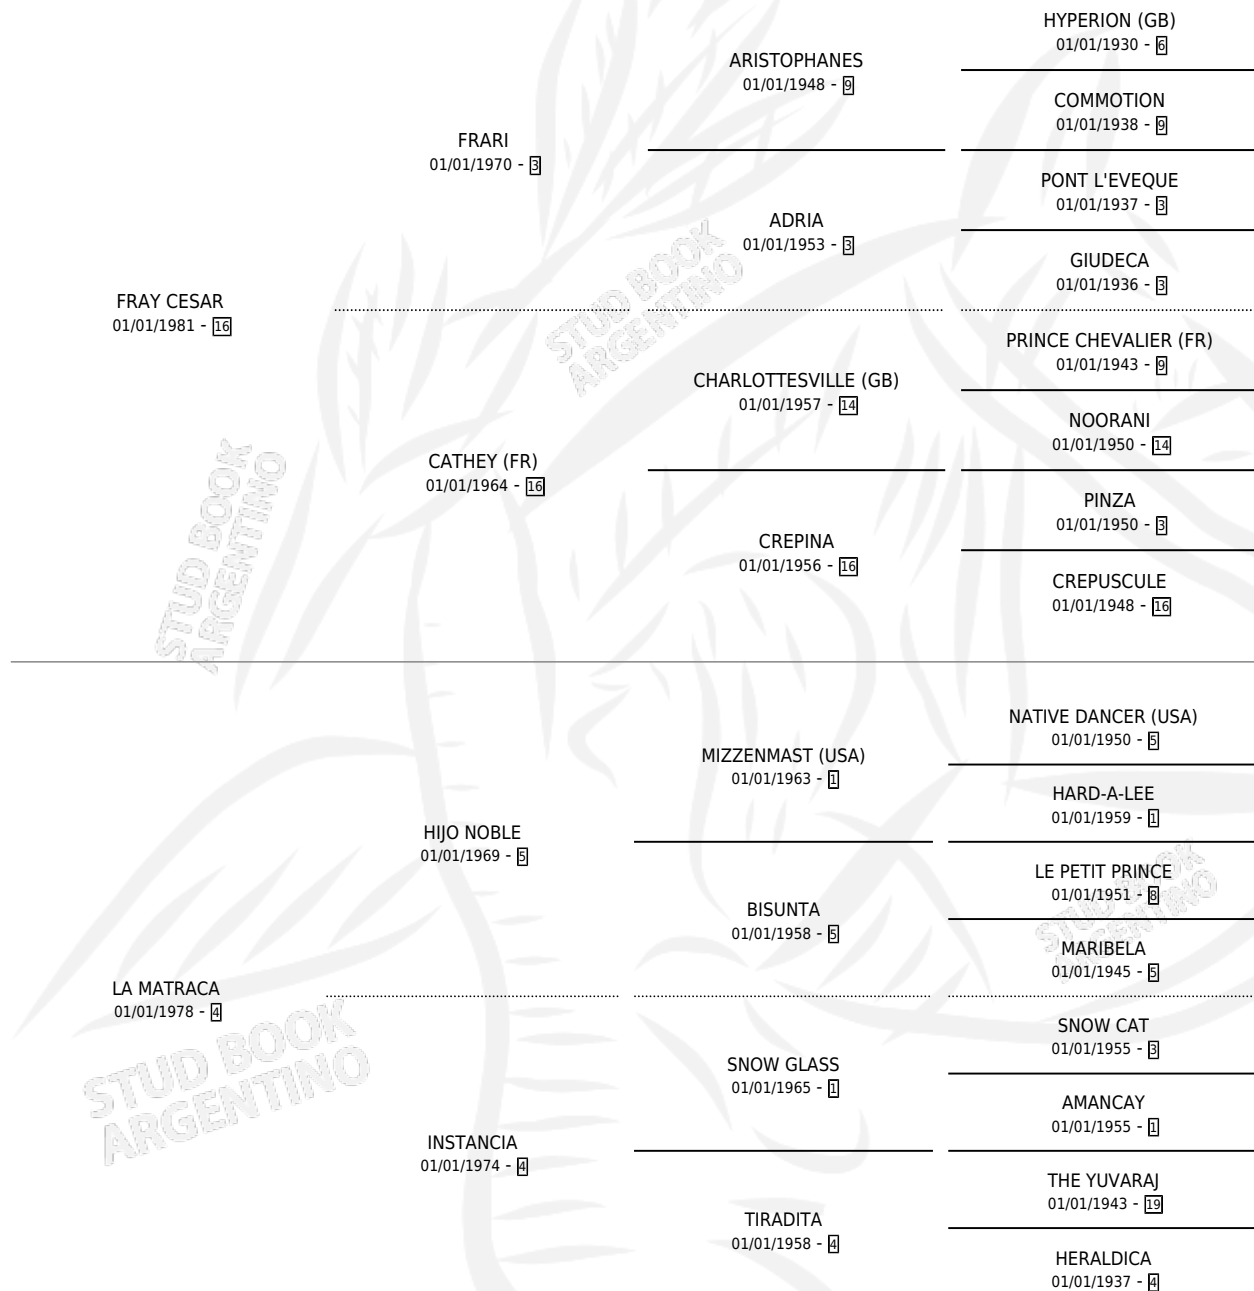 HYPERION (GB)
01/01/1930 - 6
ARISTOPHANES
01/01/1948 - 9
COMMOTION
01/01/1938 - 9
FRARI
01/01/1970 - 3
PONT L'EVEQUE
01/01/1937 - 3
ADRIA
01/01/1953 - 3
GIUDECA
01/01/1936 - 3
FRAY CESAR
01/01/1981 - 16
PRINCE CHEVALIER (FR)
01/01/1943 - 9
CHARLOTTESVILLE (GB)
01/01/1957 - 14
NOORANI
01/01/1950 - 14
CATHEY (FR)
01/01/1964 - 16
PINZA
01/01/1950 - 3
CREPINA
01/01/1956 - 16
CREPUSCULE
01/01/1948 - 16
NATIVE DANCER (USA)
01/01/1950 - 5
MIZZENMAST (USA)
01/01/1963 - 1
HARD-A-LEE
01/01/1959 - 1
HIJO NOBLE
01/01/1969 - 5
LE PETIT PRINCE
01/01/1951 - 8
BISUNTA
01/01/1958 - 5
MARIBELA
01/01/1945 - 5
LA MATRACA
01/01/1978 - 4
SNOW CAT
01/01/1955 - 3
SNOW GLASS
01/01/1965 - 1
AMANCAY
01/01/1955 - 1
INSTANCIA
01/01/1974 - 4
THE YUVARAJ
01/01/1943 - 19
TIRADITA
01/01/1958 - 4
HERALDICA
01/01/1937 - 4
STUD BOOK
ARGENTINO
STUD BOOK
ARGENTINO
STUD BOOK
ARGENTINO
STUD BOOK
ARGENTINO